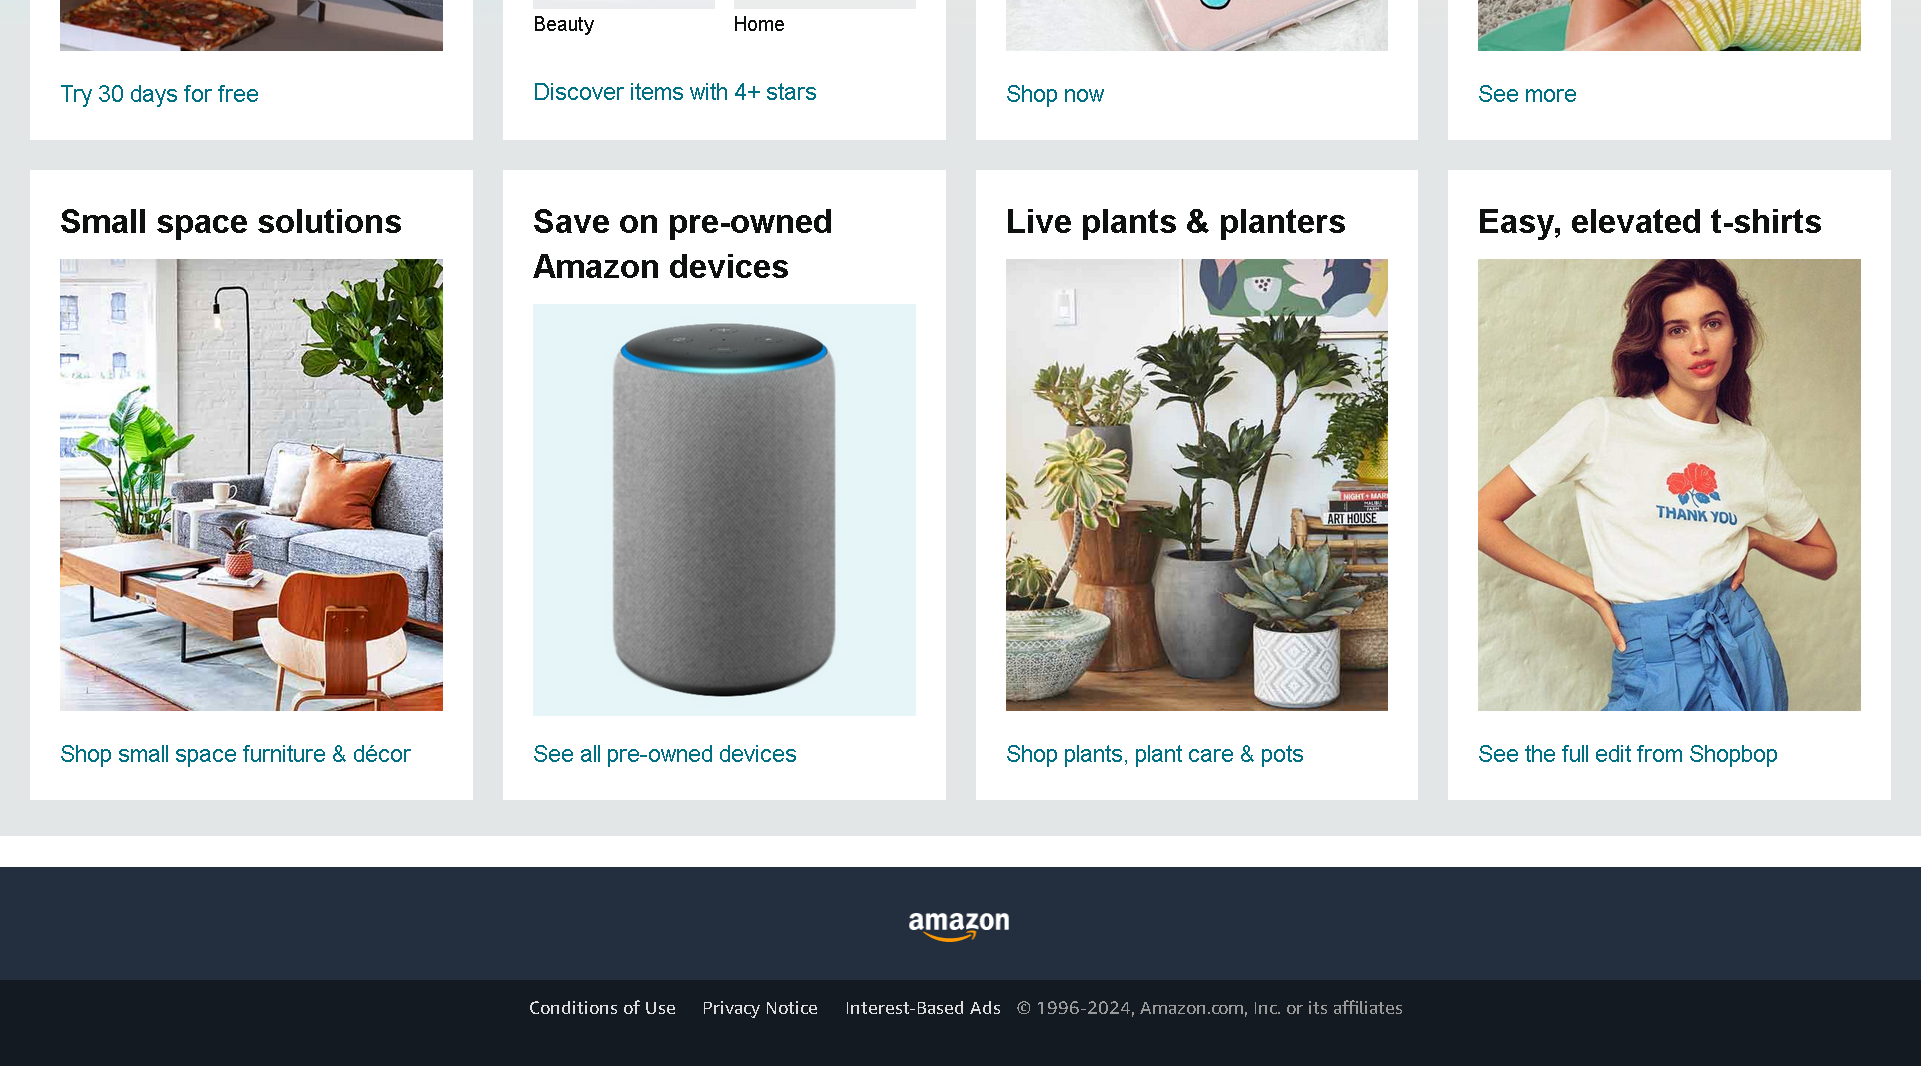 Beauty
Home
Try 30 days for free
Discover items with 4+ stars
Shop now
See more
Small space solutions
Save on pre-owned
Amazon devices
Live plants & planters
Easy, elevated t-shirts
NIGHT + MAR
MALIBU
FARM
ART HOUSE
THANK YOU
Shop small space furniture & décor
See all pre-owned devices
Shop plants, plant care & pots
See the full edit from Shopbop
amazon
Conditions of Use
Privacy Notice
Interest-Based Ads
© 1996-2024, Amazon.com, Inc. or its affiliates